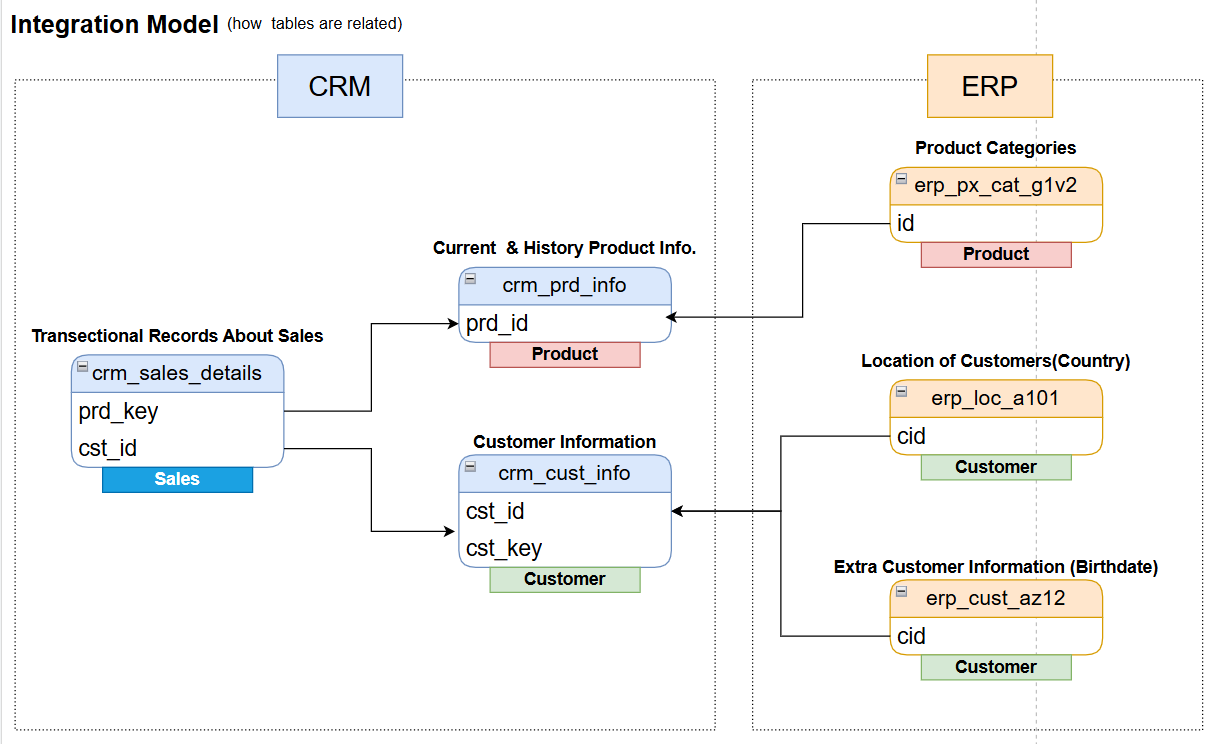 Integration Model (how tables are related)
CRM
ERP
Product Categories
erp_px_cat_g1v2
id
Product
Current & History Product Info.
crm_prd_info
prd_id
Product
Transectional Records About Sales
crm_sales_details
prd_key
cst_id
Sales
Location of Customers(Country)
erp_loc_a101
cid
Customer
Customer Information
crm_cust_info
cst_id
cst_key
Customer
Extra Customer Information (Birthdate)
erp_cust_az12
cid
Customer